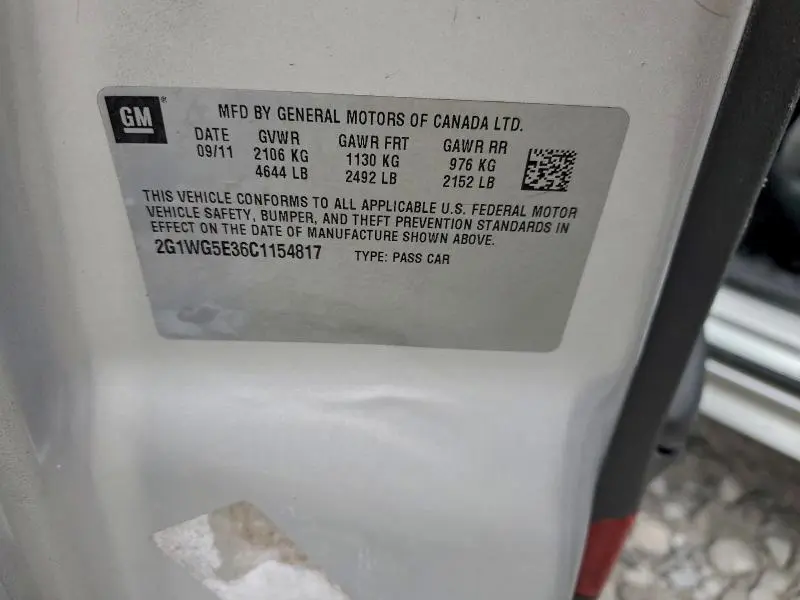 GM
MFD BY GENERAL MOTORS OF CANADA LTD.
DATE GVWR GAWR FRT GAWR RR
09/11 2106 KG 1130 KG 976 KG
4644 LB 2492 LB 2152 LB
THIS VEHICLE CONFORMS TO ALL APPLICABLE U.S. FEDERAL MOTOR
VEHICLE SAFETY, BUMPER, AND THEFT PREVENTION STANDARDS IN
EFFECT ON THE DATE OF MANUFACTURE SHOWN ABOVE.
2G1WG5E36C1154817 TYPE: PASS CAR